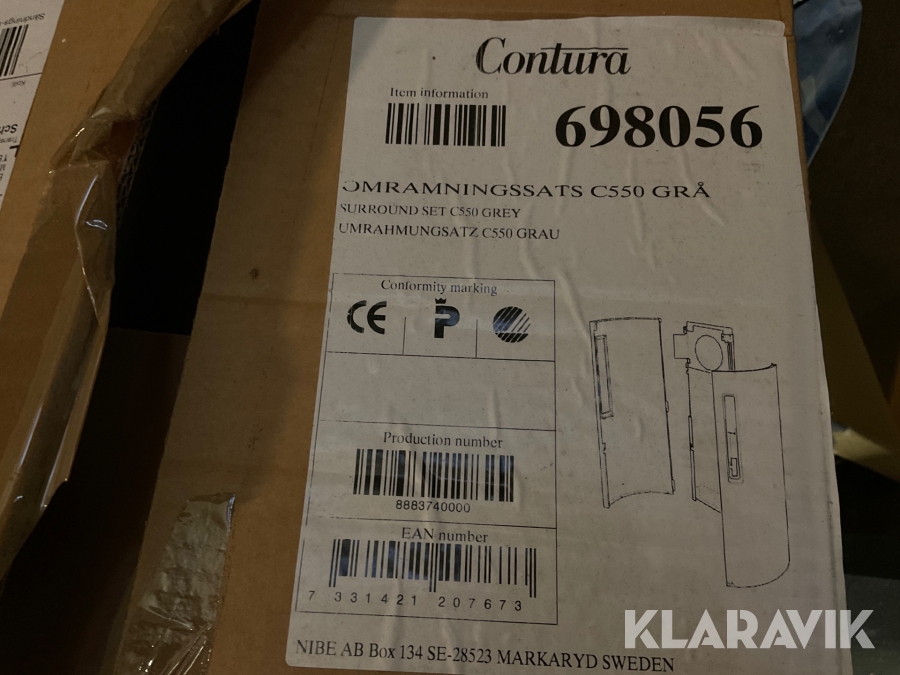 Contura
Item information
698056
OMRAMNINGSSATS C550 GRÅ
SURROUND SET C550 GREY
UMRAHMUNGSATZ C550 GRAU
Conformity marking
CE P
Production number
8883740000
EAN number
7 331421 207673
NIBE AB Box 134 SE-28523 MARKARYD SWEDEN
KLARAVIK